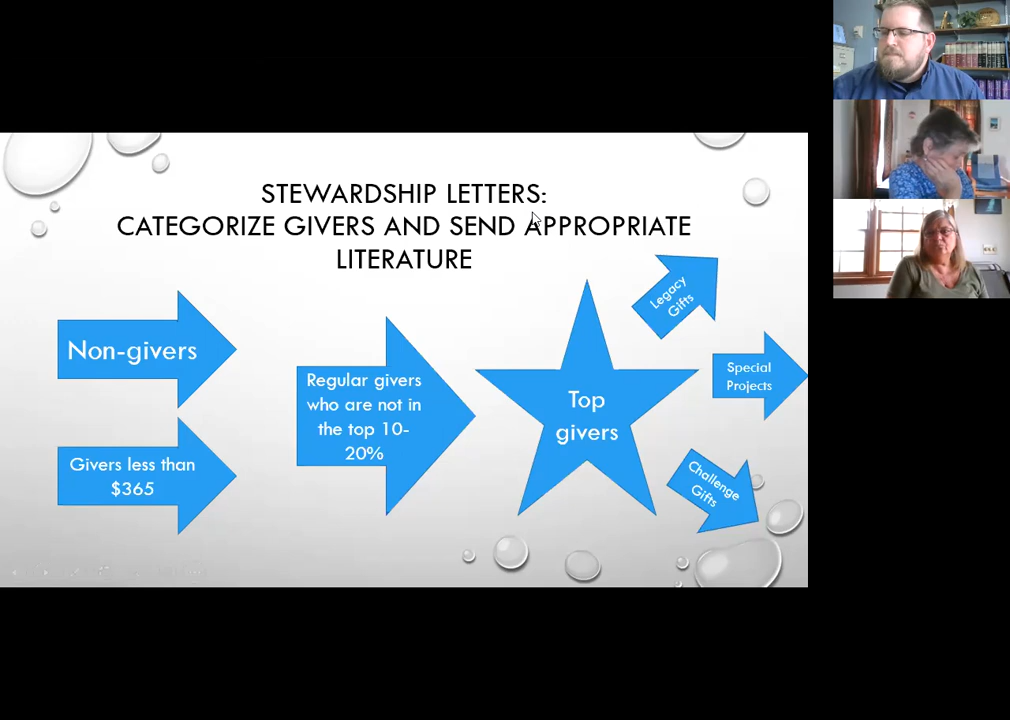 STEWARDSHIP LETTERS:
CATEGORIZE GIVERS AND SEND APPROPRIATE
LITERATURE
Non-givers
Givers less than
$365
Regular givers
who are not in
the top 10-
20%
Top
givers
Legacy
Gifts
Special
Projects
Challenge
Gifts